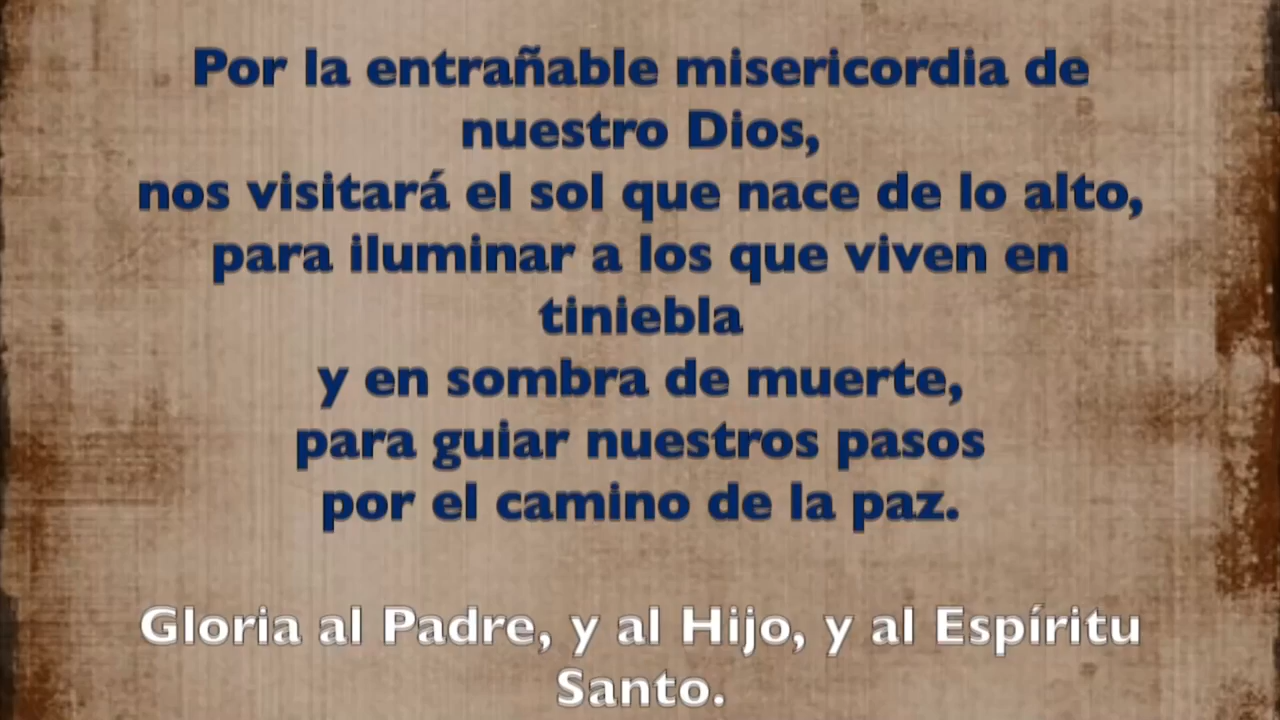 Por la entrañable misericordia de
nuestro Dios,
nos visitará el sol que nace de lo alto,
para iluminar a los que viven en
tiniebla
y en sombra de muerte,
para guiar nuestros pasos
por el camino de la paz.
Gloria al Padre, y al Hijo, y al Espíritu
Santo.